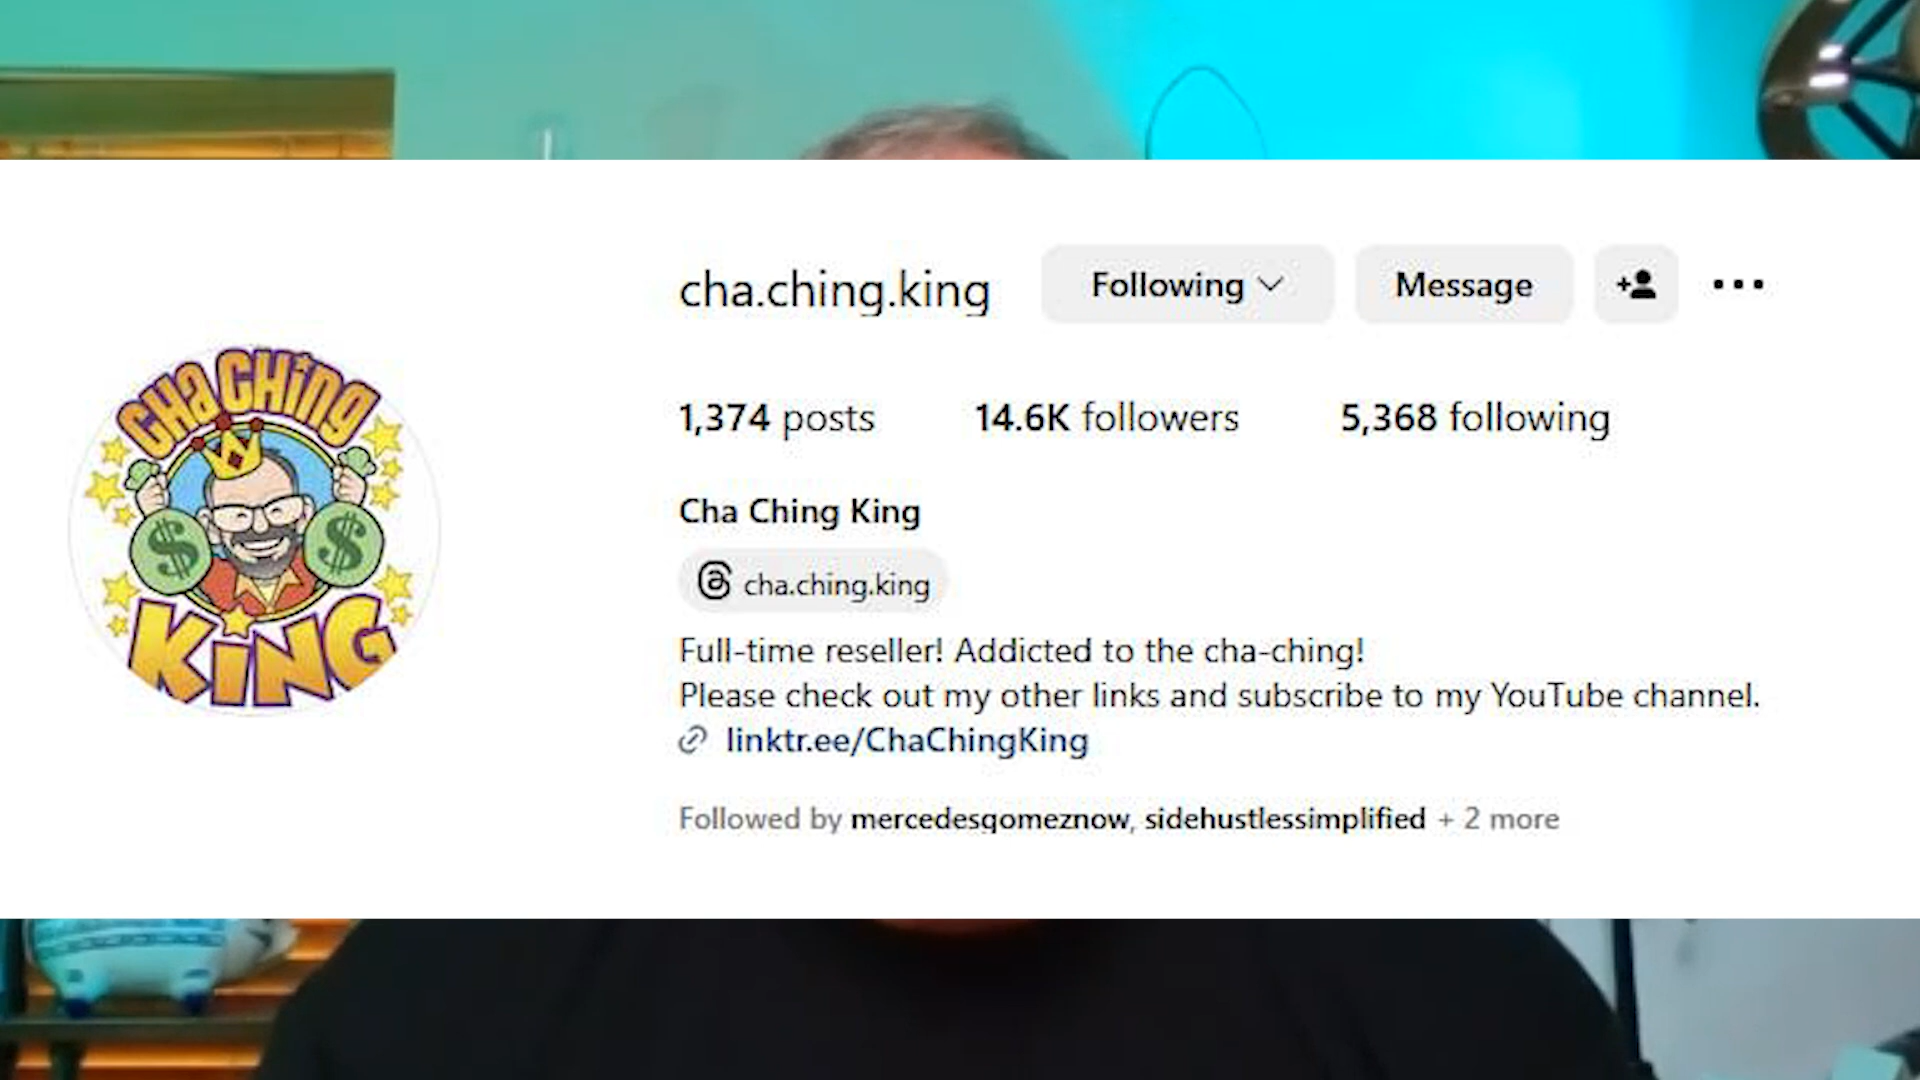 cha.ching.king Following Message
1,374 posts 14.6K followers 5,368 following
CHa CHing
$ $
KiNG
Cha Ching King
cha.ching.king
Full-time reseller! Addicted to the cha-ching!
Please check out my other links and subscribe to my YouTube channel.
linktr.ee/ChaChingKing
Followed by mercedesgomeznow, sidehustlessimplified + 2 more